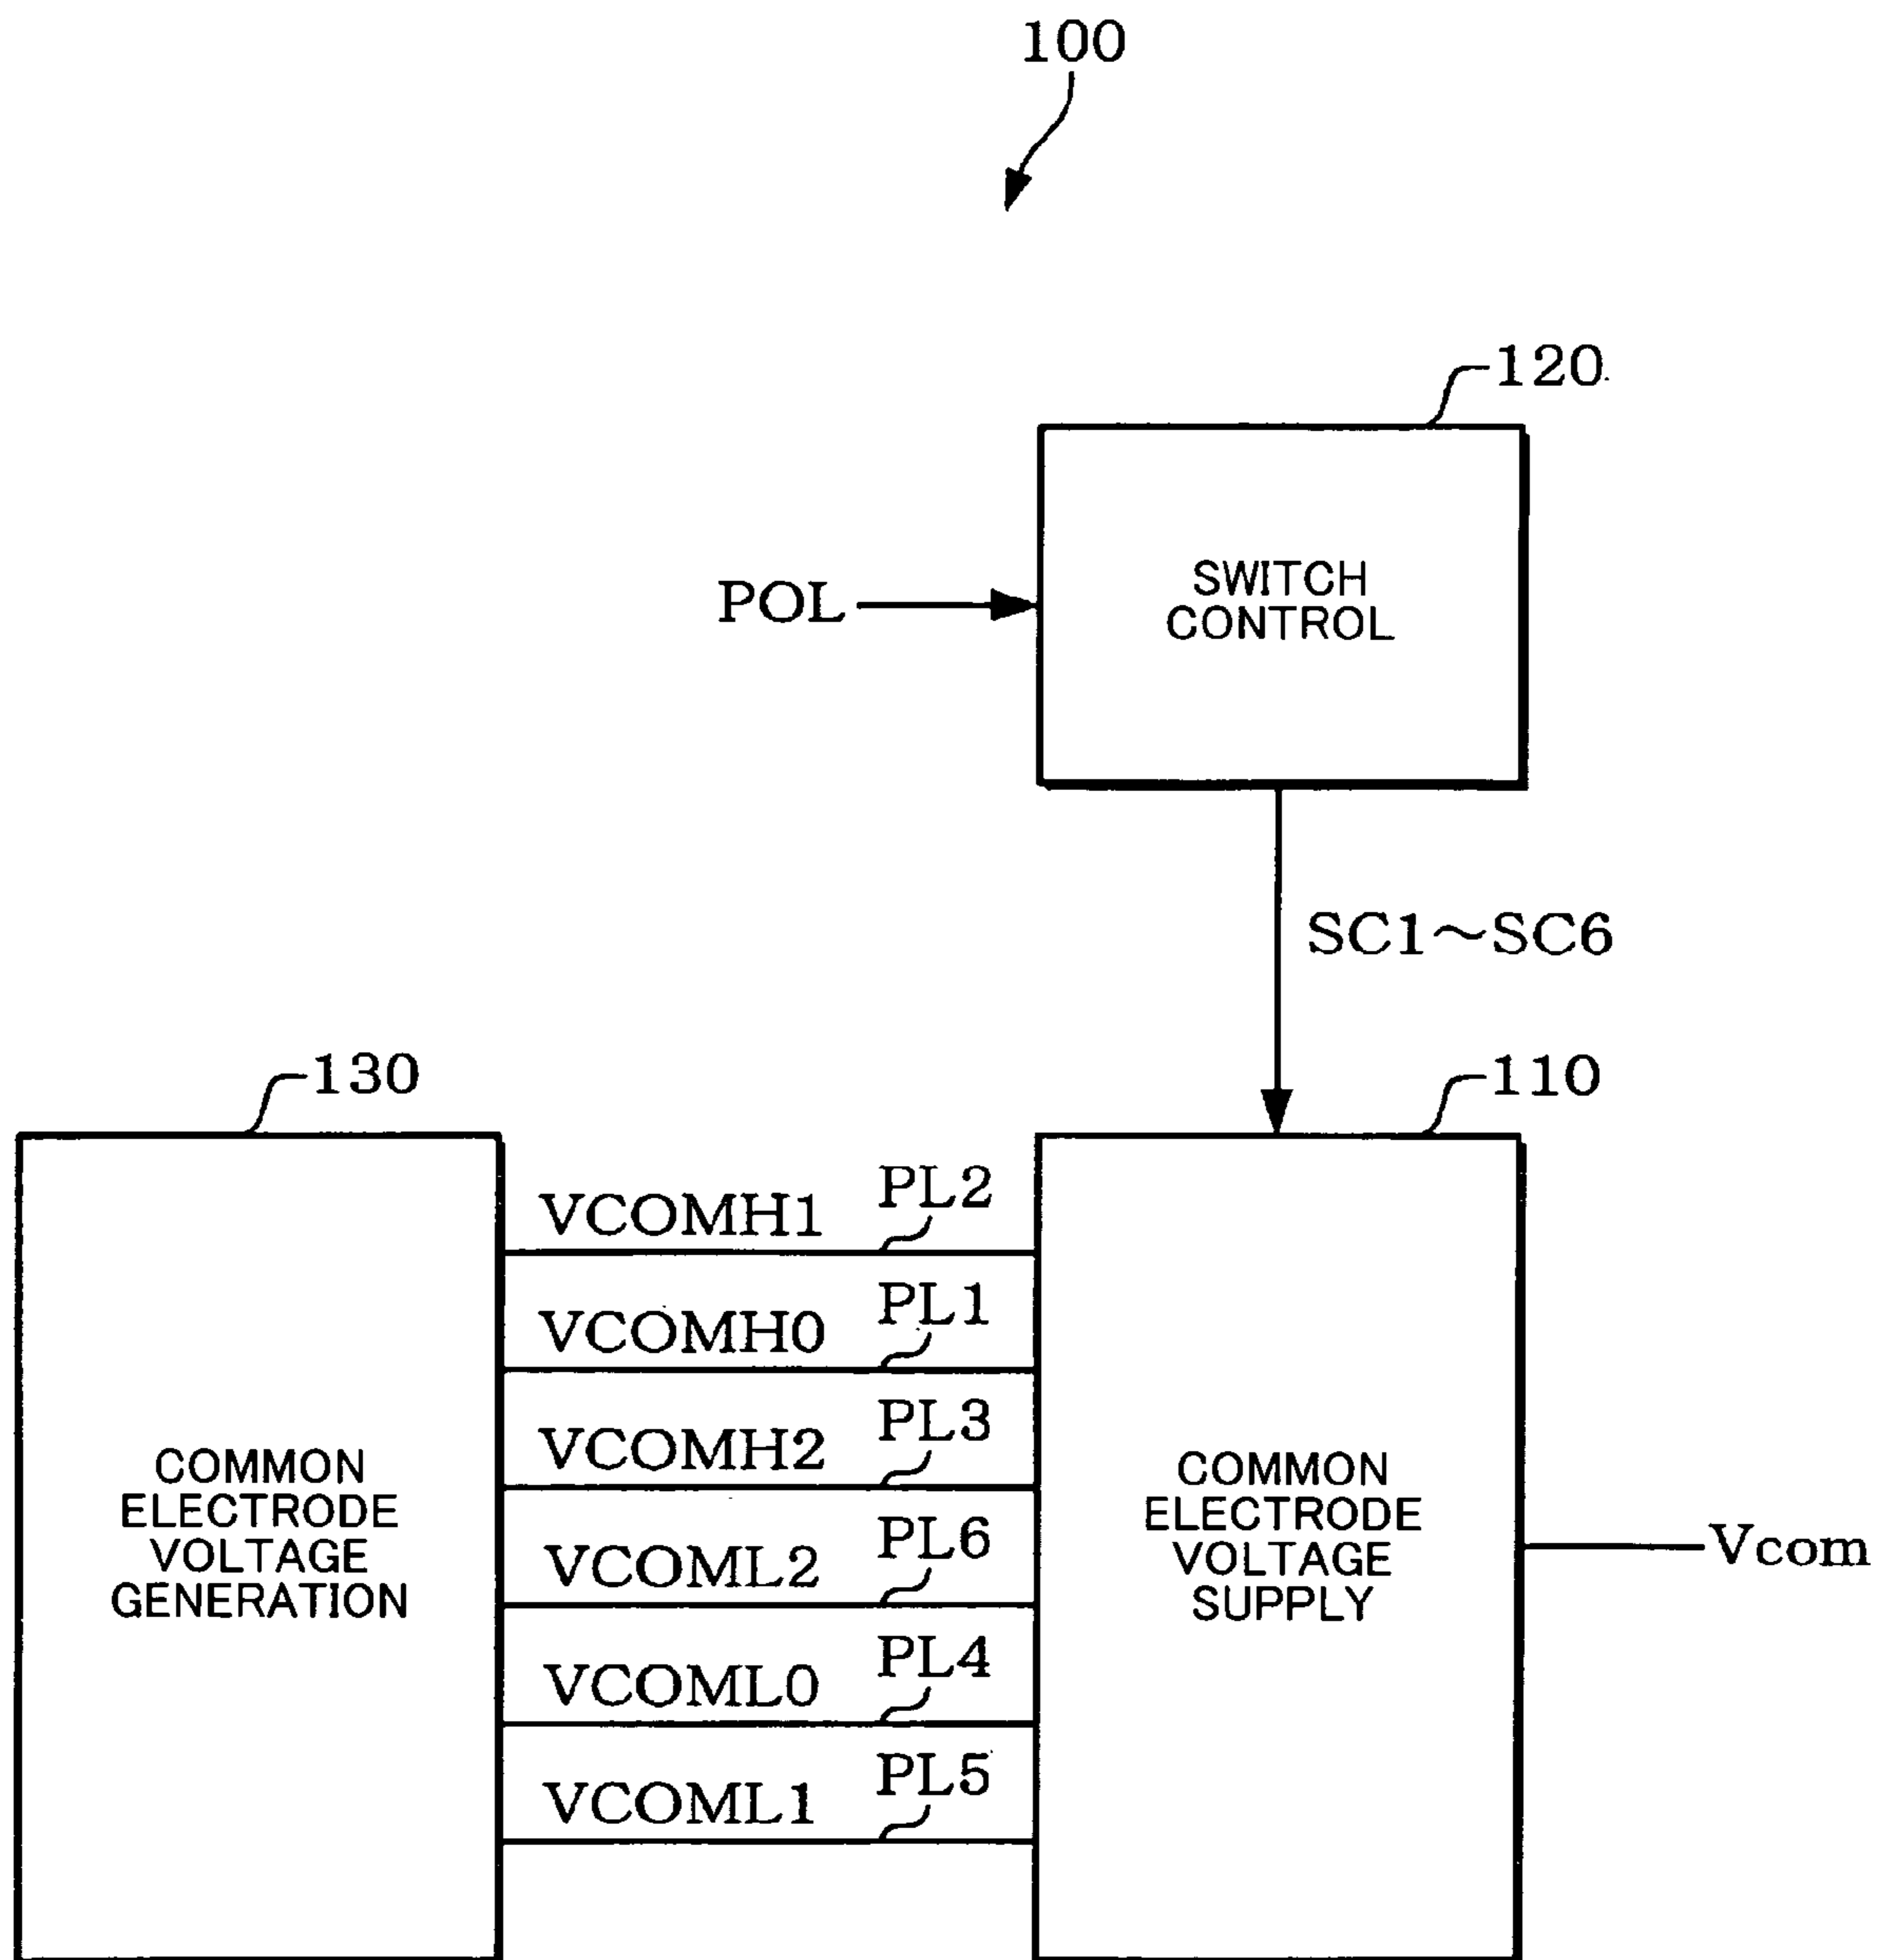 100
120
SWITCH
CONTROL
POL
SC1~SC6
130
110
VCOMH1 PL2
VCOMH0 PL1
VCOMH2 PL3
VCOML2 PL6
VCOML0 PL4
VCOML1 PL5
COMMON
ELECTRODE
VOLTAGE
GENERATION
COMMON
ELECTRODE
VOLTAGE
SUPPLY
Vcom